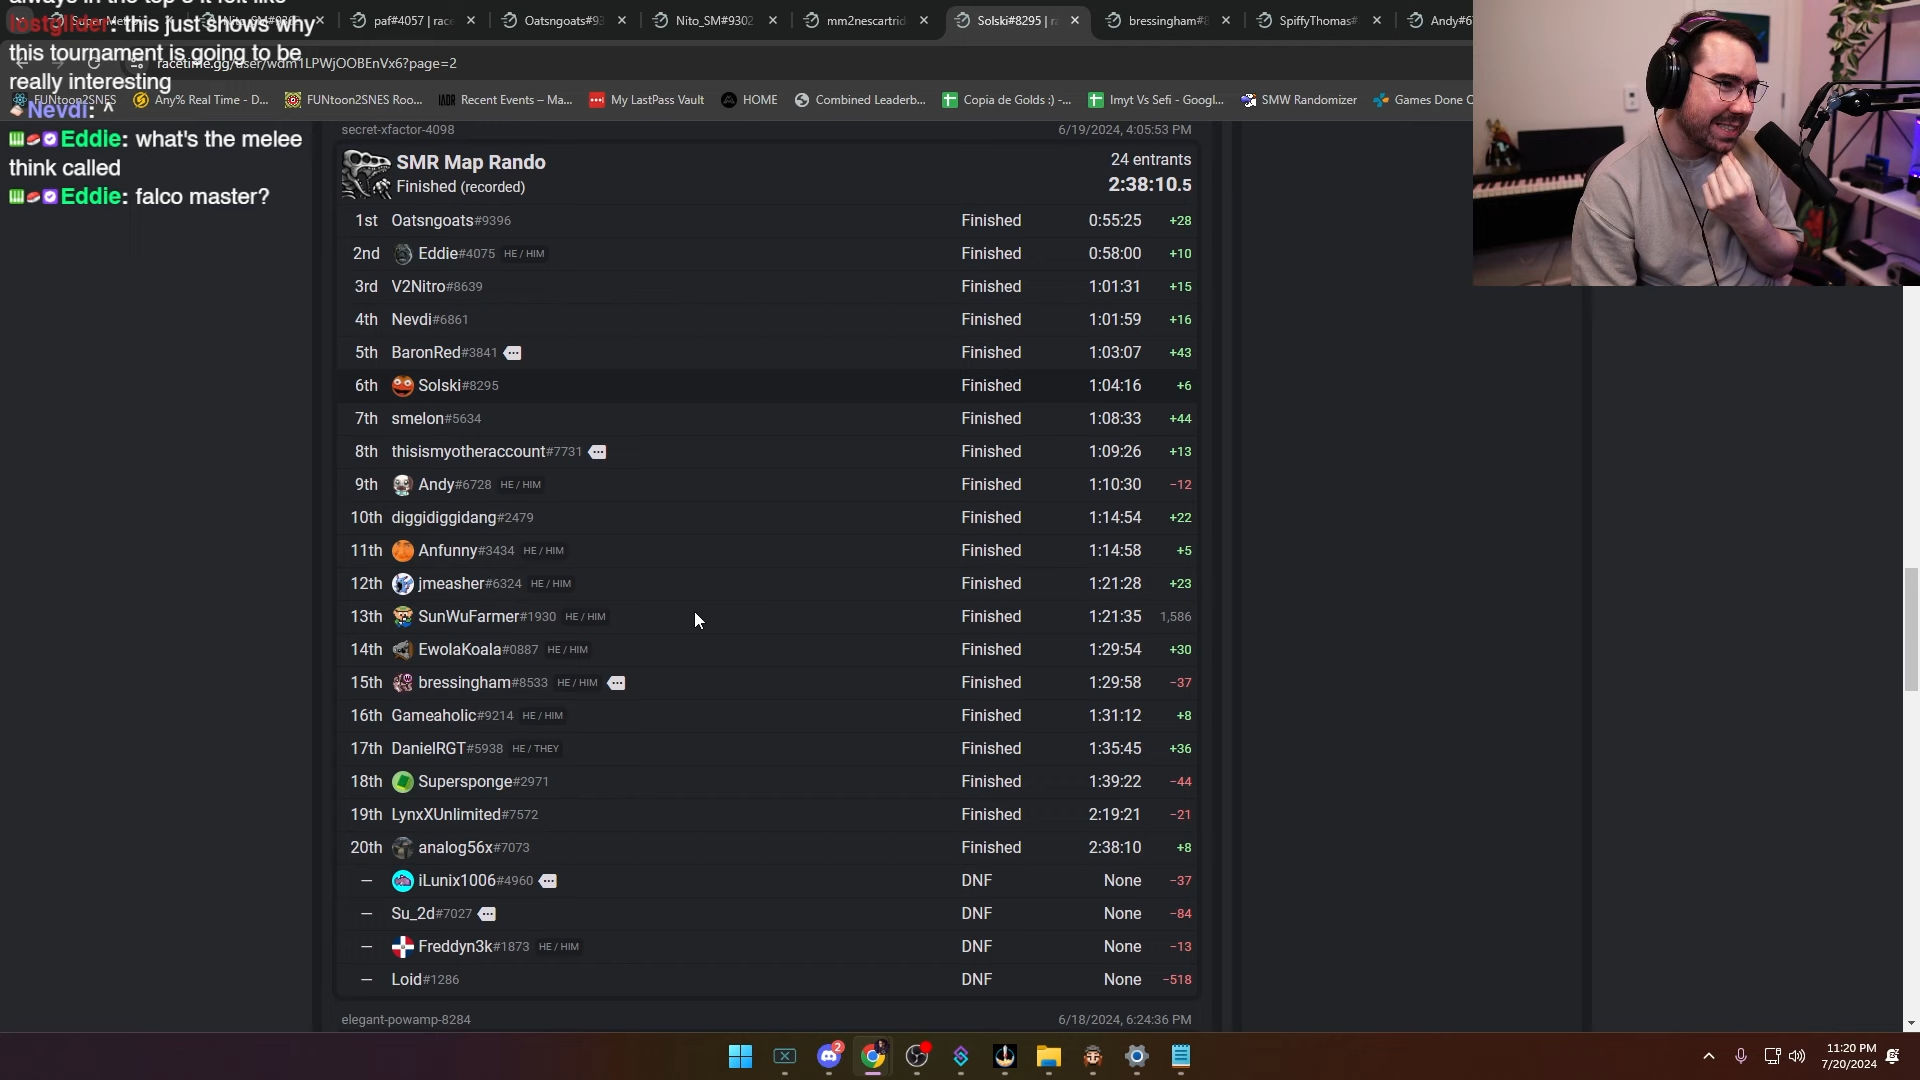 always in the top 8 it felt like
lostglider: this just shows why
this tournament is going to be
really interesting
Nevdi: ^
Eddie: what's the melee
think called
Eddie: falco master?
paf#4057 | race
Oatsngoats#93
Nito_SM#9302
mm2nescartrid
Solski#8295 | ra
bressingham#8
SpiffyThomas#
Andy#67
racetime.gg/user/wdm1LPWjOOBEnVx6?page=2
FUNtoon2SNES
Any% Real Time - D...
FUNtoon2SNES Roo...
Recent Events – Ma...
My LastPass Vault
HOME
Combined Leaderb...
Copia de Golds :) -...
Imyt Vs Sefi - Googl...
SMW Randomizer
Games Done C
secret-xfactor-4098 6/19/2024, 4:05:53 PM
SMR Map Rando 24 entrants
Finished (recorded) 2:38:10.5
1st Oatsngoats#9396 Finished 0:55:25 +28
2nd Eddie#4075 HE / HIM Finished 0:58:00 +10
3rd V2Nitro#8639 Finished 1:01:31 +15
4th Nevdi#6861 Finished 1:01:59 +16
5th BaronRed#3841 Finished 1:03:07 +43
6th Solski#8295 Finished 1:04:16 +6
7th smelon#5634 Finished 1:08:33 +44
8th thisismyotheraccount#7731 Finished 1:09:26 +13
9th Andy#6728 HE / HIM Finished 1:10:30 −12
10th diggidiggidang#2479 Finished 1:14:54 +22
11th Anfunny#3434 HE / HIM Finished 1:14:58 +5
12th jmeasher#6324 HE / HIM Finished 1:21:28 +23
13th SunWuFarmer#1930 HE / HIM Finished 1:21:35 1,586
14th EwolaKoala#0887 HE / HIM Finished 1:29:54 +30
15th bressingham#8533 HE / HIM Finished 1:29:58 −37
16th Gameaholic#9214 HE / HIM Finished 1:31:12 +8
17th DanielRGT#5938 HE / THEY Finished 1:35:45 +36
18th Supersponge#2971 Finished 1:39:22 −44
19th LynxXUnlimited#7572 Finished 2:19:21 −21
20th analog56x#7073 Finished 2:38:10 +8
— iLunix1006#4960 DNF None −37
— Su_2d#7027 DNF None −84
— Freddyn3k#1873 HE / HIM DNF None −13
— Loid#1286 DNF None −518
elegant-powamp-8284 6/18/2024, 6:24:36 PM
2
11:20 PM
7/20/2024